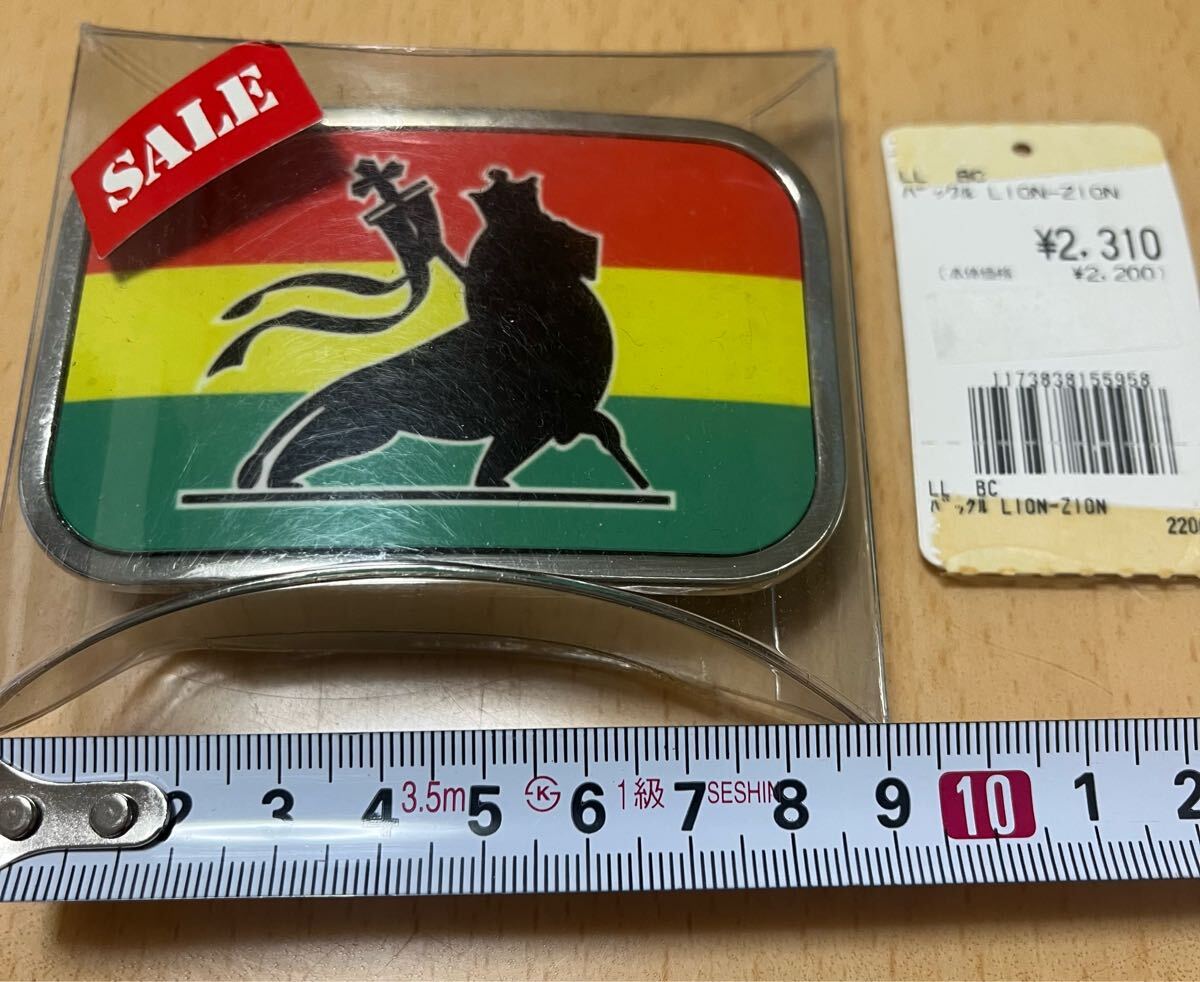 SALE
LL BC
バックル LION-ZION
¥2,310
(本体価格 ¥2,200)
1173838155958
LL BC
バックル LION-ZION
220
2 3 4 3.5m 5 K 6 1級 7 SESHIN 8 9 10 1 2